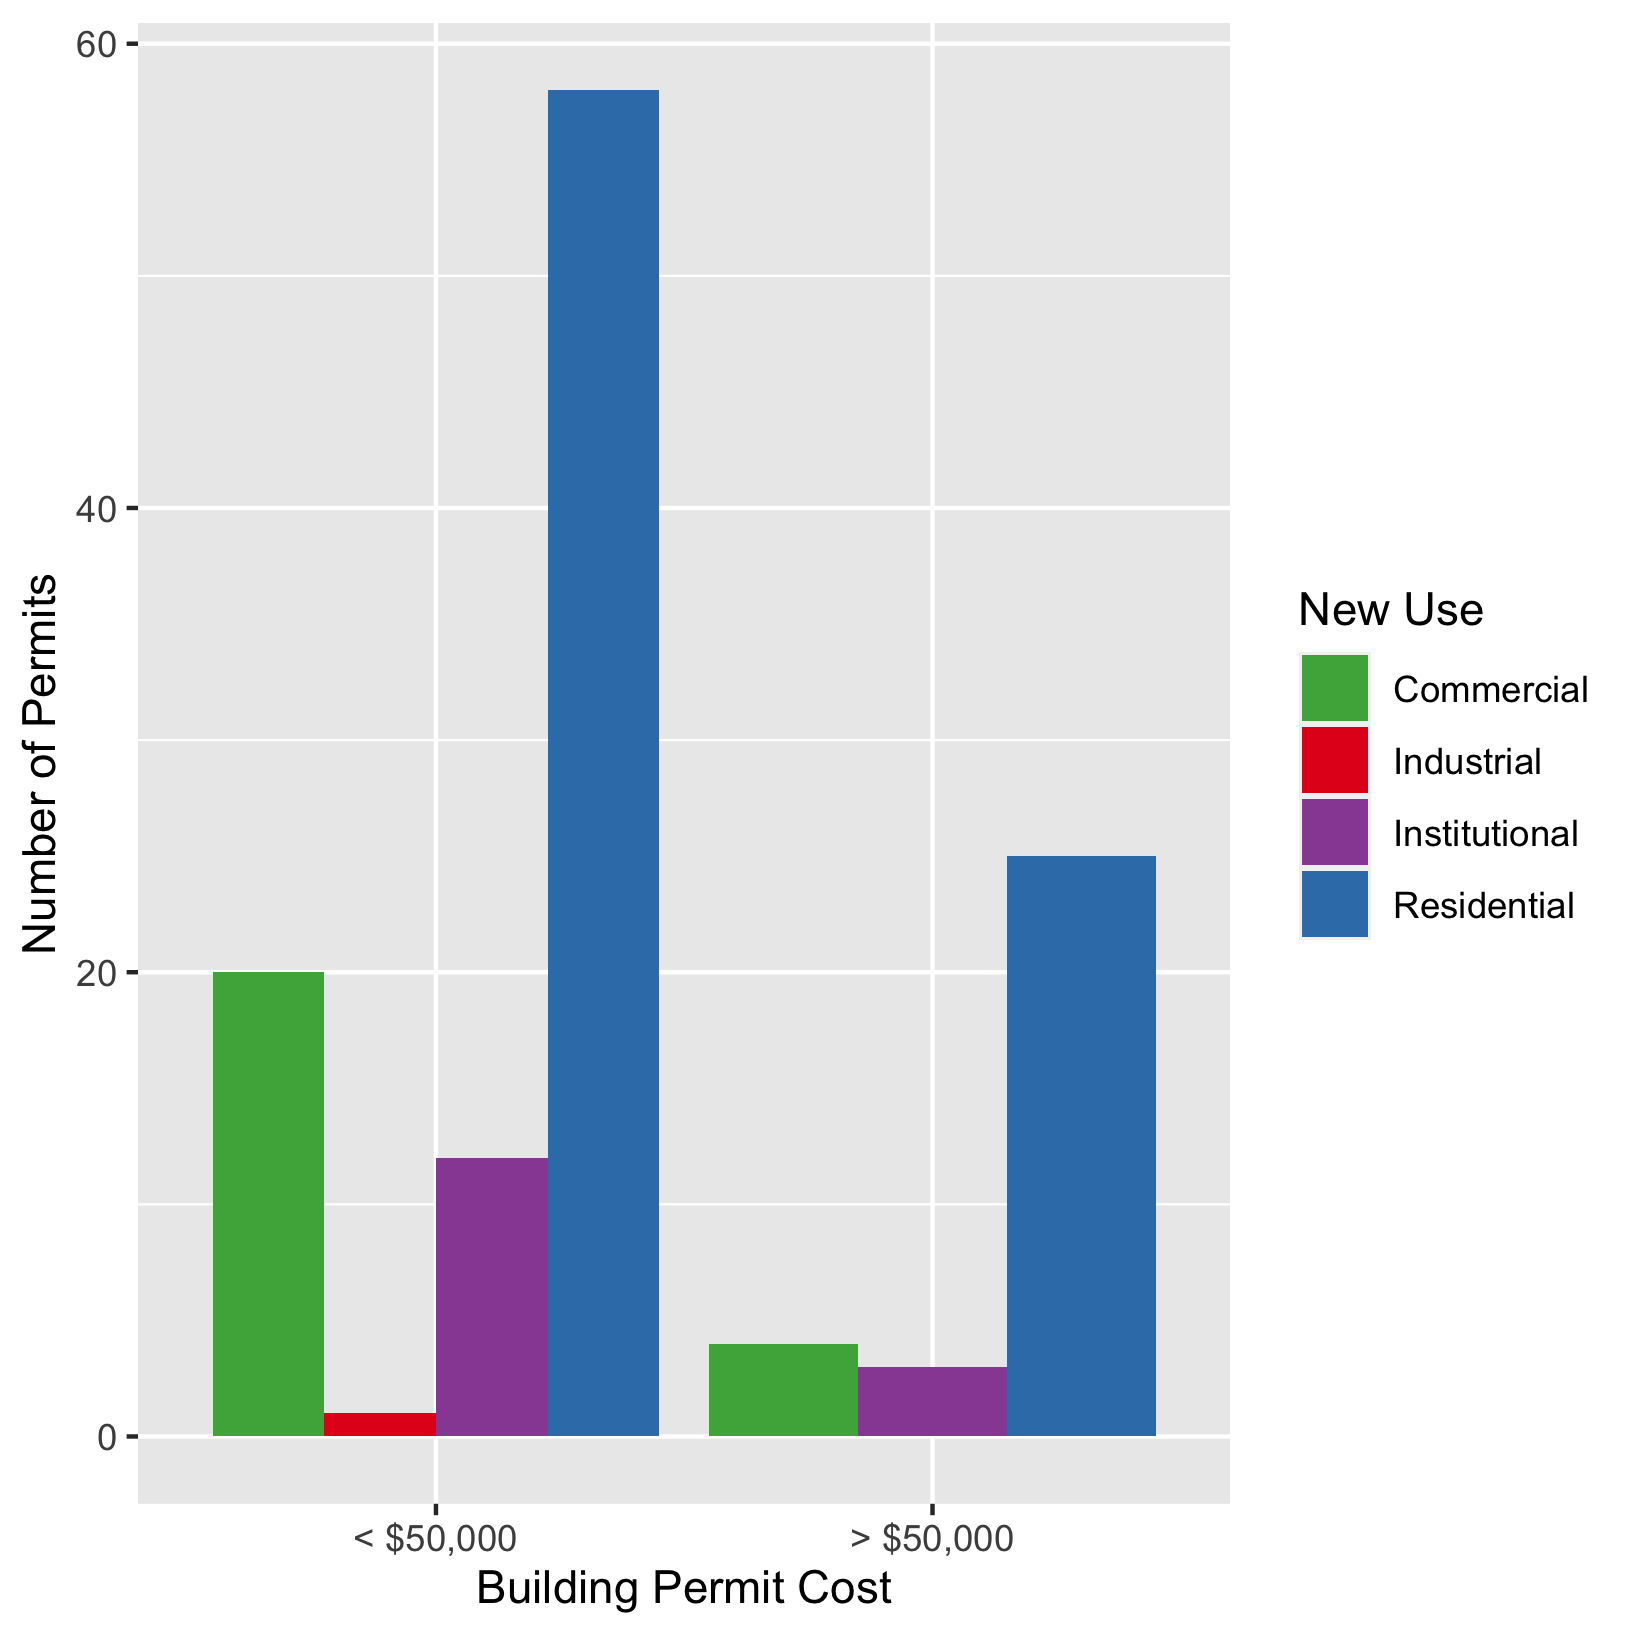 60
40
20
0
Number of Permits
< $50,000
> $50,000
Building Permit Cost
New Use
Commercial
Industrial
Institutional
Residential